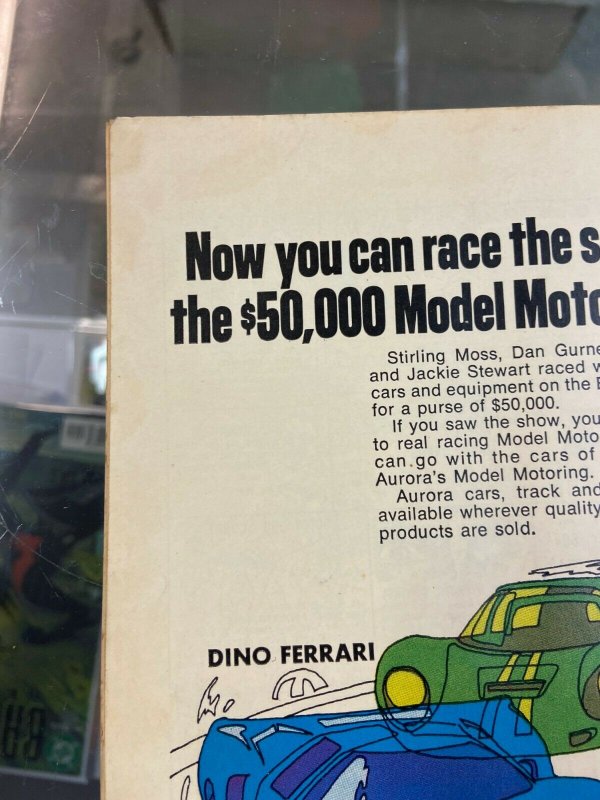 Now you can race the s
the $50,000 Model Moto
Stirling Moss, Dan Gurne
and Jackie Stewart raced w
cars and equipment on the E
for a purse of $50,000.
If you saw the show, you
to real racing Model Moto
can go with the cars of
Aurora's Model Motoring.
Aurora cars, track and
available wherever quality
products are sold.
DINO FERRARI